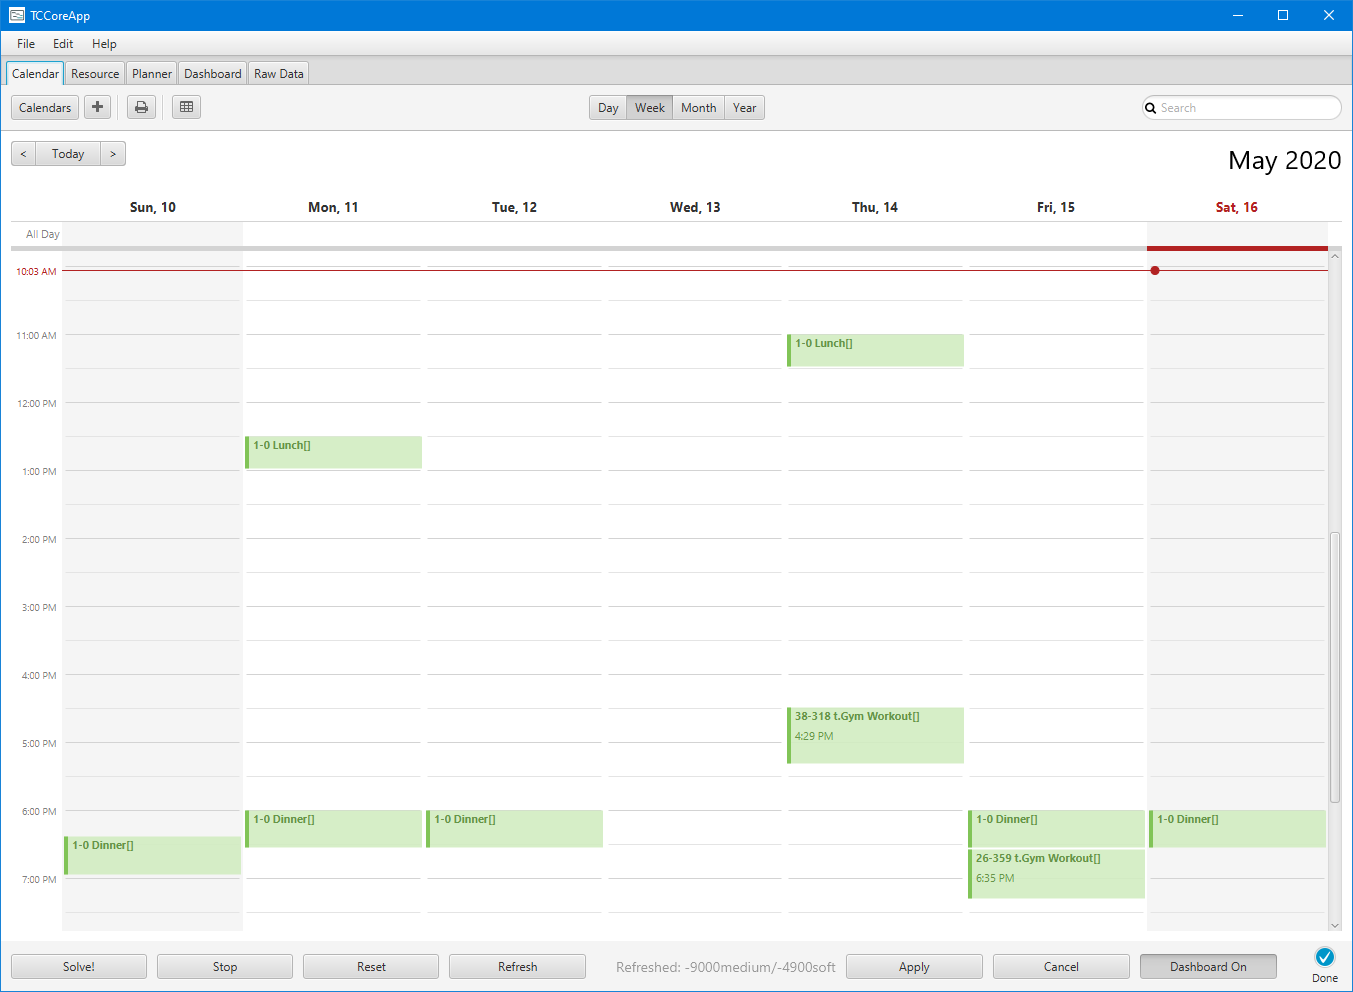 TCCoreApp
File Edit Help
Calendar Resource Planner Dashboard Raw Data
Calendars Day Week Month Year Search
< Today > May 2020
Sun, 10 Mon, 11 Tue, 12 Wed, 13 Thu, 14 Fri, 15 Sat, 16
All Day
10:03 AM
11:00 AM
1-0 Lunch[]
12:00 PM
1-0 Lunch[]
1:00 PM
2:00 PM
3:00 PM
4:00 PM
38-318 t.Gym Workout[]
4:29 PM
5:00 PM
6:00 PM
1-0 Dinner[] 1-0 Dinner[] 1-0 Dinner[] 1-0 Dinner[]
1-0 Dinner[]
26-359 t.Gym Workout[]
6:35 PM
7:00 PM
Solve! Stop Reset Refresh Refreshed: -9000medium/-4900soft Apply Cancel Dashboard On
Done